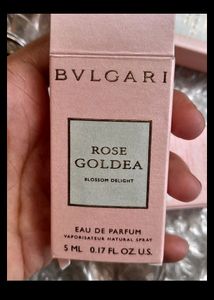 BVLGARI
ROSE
GOLDEA
BLOSSOM DELIGHT
EAU DE PARFUM
VAPORISATEUR NATURAL SPRAY
5 ML 0.17 FL. OZ. U.S.